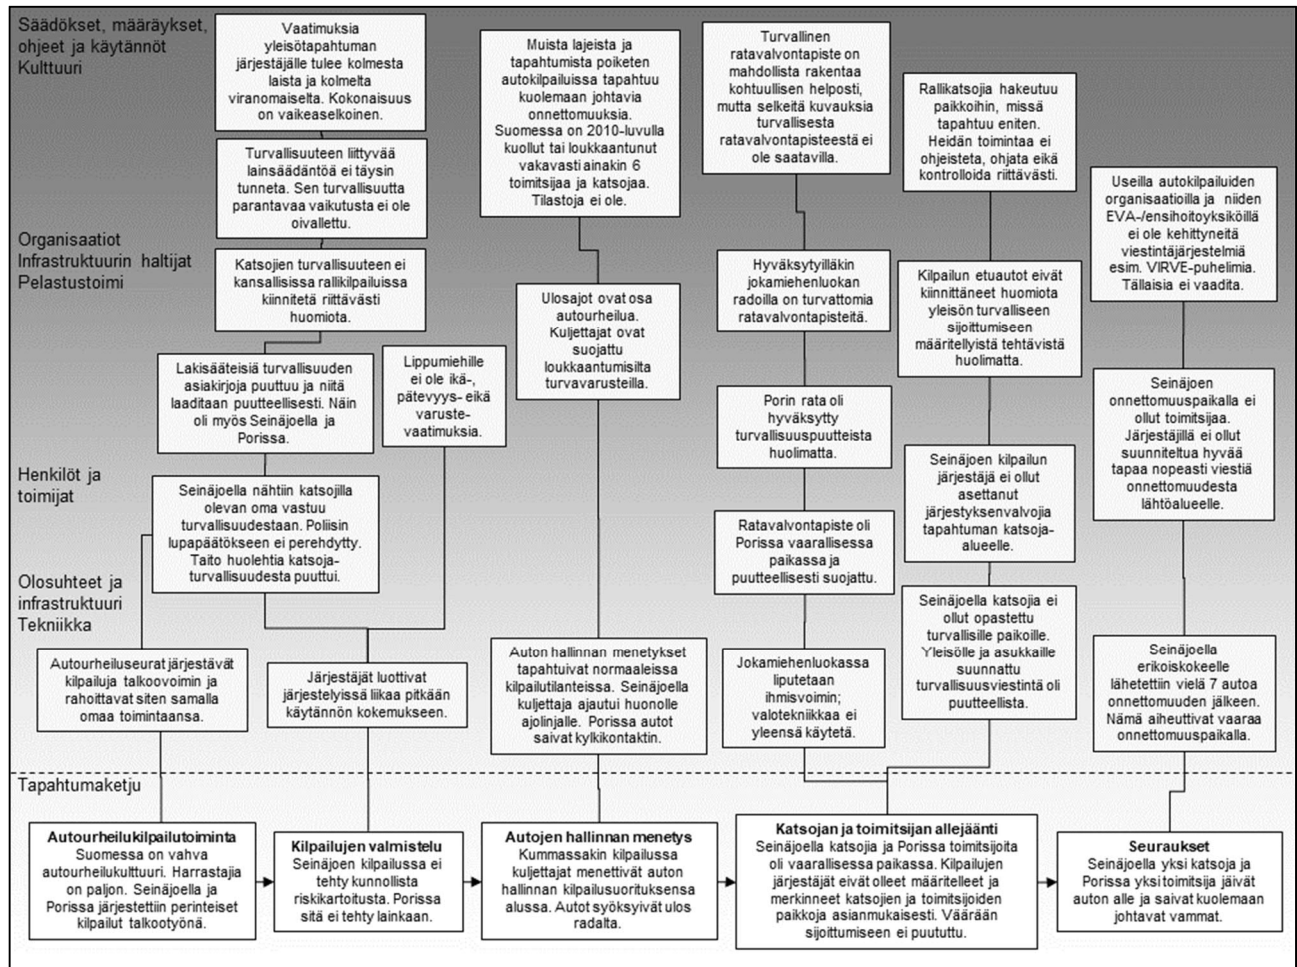 Säädökset, määräykset,
ohjeet ja käytännöt
Kulttuuri
Vaatimuksia
yleisötapahtuman
järjestäjälle tulee kolmesta
laista ja kolmelta
viranomaiselta. Kokonaisuus
on vaikeaselkoinen.
Turvallisuuteen liittyvää
lainsäädäntöä ei täysin
tunneta. Sen turvallisuutta
parantavaa vaikutusta ei ole
oivallettu.
Muista lajeista ja
tapahtumista poiketen
autokilpailuissa tapahtuu
kuolemaan johtavia
onnettomuuksia.
Suomessa on 2010-luvulla
kuollut tai loukkaantunut
vakavasti ainakin 6
toimitsijaa ja katsojaa.
Tilastoja ei ole.
Turvallinen
ratavalvontapiste on
mahdollista rakentaa
kohtuullisen helposti,
mutta selkeitä kuvauksia
turvallisesta
ratavalvontapisteestä ei
ole saatavilla.
Rallikatsojia hakeutuu
paikkoihin, missä
tapahtuu eniten.
Heidän toimintaa ei
ohjeisteta, ohjata eikä
kontrolloida riittävästi.
Useilla autokilpailuiden
organisaatioilla ja niiden
EVA-/ensihoitoyksiköillä
ei ole kehittyneitä
viestintäjärjestelmiä
esim. VIRVE-puhelimia.
Tällaisia ei vaadita.
Organisaatiot
Infrastruktuurin haltijat
Pelastustoimi
Katsojien turvallisuuteen ei
kansallisissa rallikilpailuissa
kiinnitetä riittävästi
huomiota.
Lakisääteisiä turvallisuuden
asiakirjoja puuttuu ja niitä
laaditaan puutteellisesti. Näin
oli myös Seinäjoella ja
Porissa.
Lippumiehille
ei ole ikä-,
pätevyys- eikä
varuste-
vaatimuksia.
Ulosajot ovat osa
autourheilua.
Kuljettajat ovat
suojattu
loukkaantumisilta
turvavarusteilla.
Hyväksytyilläkin
jokamiehenluokan
radoilla on turvattomia
ratavalvontapisteitä.
Kilpailun etuautot eivät
kiinnittäneet huomiota
yleisön turvalliseen
sijoittumiseen
määritellyistä tehtävistä
huolimatta.
Porin rata oli
hyväksytty
turvallisuuspuutteista
huolimatta.
Seinäjoen
onnettomuuspaikalla ei
ollut toimitsijaa.
Järjestäjillä ei ollut
suunniteltua hyvää
tapaa nopeasti viestiä
onnettomuudesta
lähtöalueelle.
Henkilöt ja
toimijat
Seinäjoella nähtiin katsojilla
olevan oma vastuu
turvallisuudestaan. Poliisin
lupapäätökseen ei perehdytty.
Taito huolehtia katsoja-
turvallisuudesta puuttui.
Ratavalvontapiste oli
Porissa vaarallisessa
paikassa ja
puutteellisesti suojattu.
Seinäjoen kilpailun
järjestäjä ei ollut
asettanut
järjestyksenvalvojia
tapahtuman katsoja-
alueelle.
Olosuhteet ja
infrastruktuuri
Tekniikka
Autourheiluseurat järjestävät
kilpailuja talkoovoimin ja
rahoittavat siten samalla
omaa toimintaansa.
Järjestäjät luottivat
järjestelyissä liikaa pitkään
käytännön kokemukseen.
Auton hallinnan menetykset
tapahtuivat normaaleissa
kilpailutilanteissa. Seinäjoella
kuljettaja ajautui huonolle
ajolinjalle. Porissa autot
saivat kylkikontaktin.
Jokamiehenluokassa
liputetaan
ihmisvoimin;
valotekniikkaa ei
yleensä käytetä.
Seinäjoella katsojia ei
ollut opastettu
turvallisille paikoille.
Yleisölle ja asukkaille
suunnattu
turvallisuusviestintä oli
puutteellista.
Seinäjoella
erikoiskokeelle
lähetettiin vielä 7 autoa
onnettomuuden jälkeen.
Nämä aiheuttivat vaaraa
onnettomuuspaikalla.
Tapahtumaketju
Autourheilukilpailutoiminta
Suomessa on vahva
autourheilukulttuuri. Harrastajia
on paljon. Seinäjoella ja
Porissa järjestettiin perinteiset
kilpailut talkootyönä.
Kilpailujen valmistelu
Seinäjoen kilpailussa ei
tehty kunnollista
riskikartoitusta. Porissa
sitä ei tehty lainkaan.
Autojen hallinnan menetys
Kummassakin kilpailussa
kuljettajat menettivät auton
hallinnan kilpailusuorituksensa
alussa. Autot syöksyivät ulos
radalta.
Katsojan ja toimitsijan allejäänti
Seinäjoella katsojia ja Porissa toimitsijoita
oli vaarallisessa paikassa. Kilpailujen
järjestäjät eivät olleet määritelleet ja
merkinneet katsojien ja toimitsijoiden
paikkoja asianmukaisesti. Väärään
sijoittumiseen ei puututtu.
Seuraukset
Seinäjoella yksi katsoja ja
Porissa yksi toimitsija jäivät
auton alle ja saivat kuolemaan
johtavat vammat.